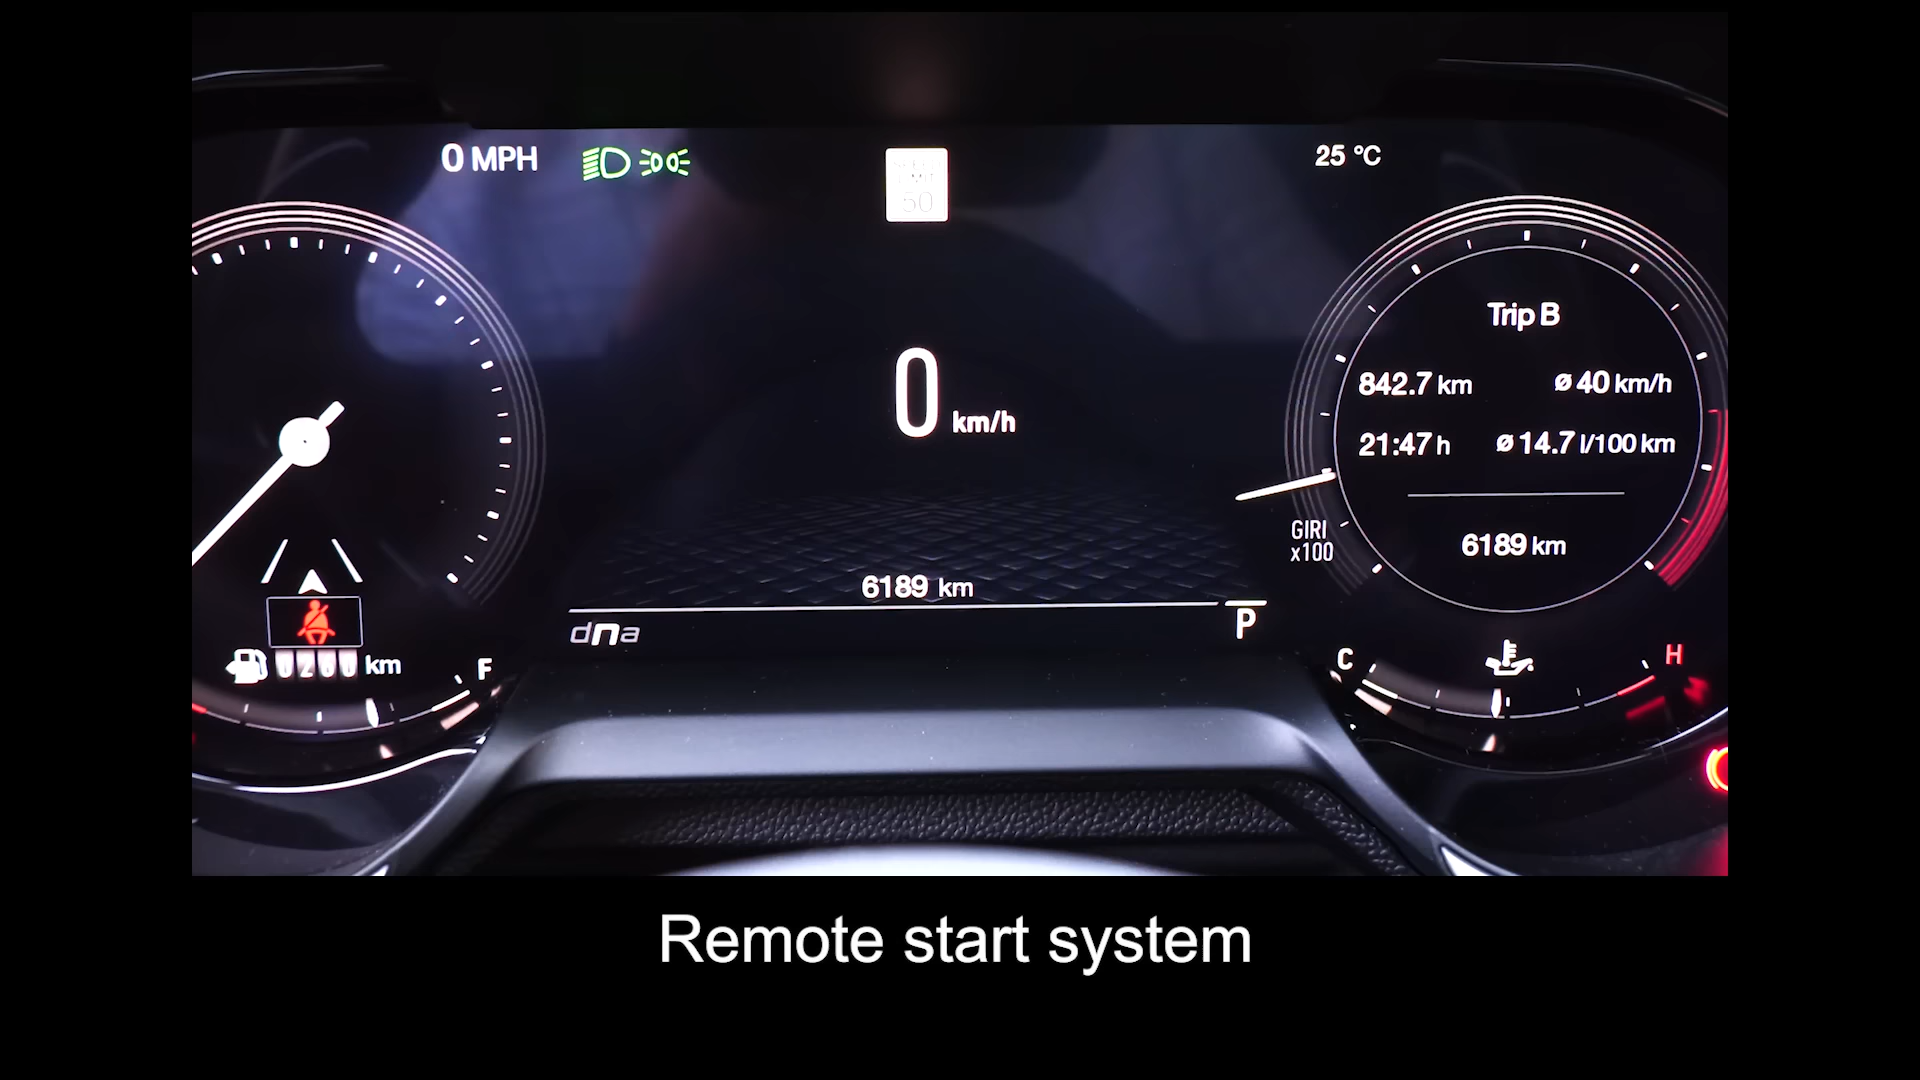 0 MPH
50
25 °C
Trip B
842.7 km
ø 40 km/h
21:47 h
ø 14.7 l/100 km
6189 km
0 km/h
GIRI
x100
6189 km
dna
P
km
F
C
H
Remote start system